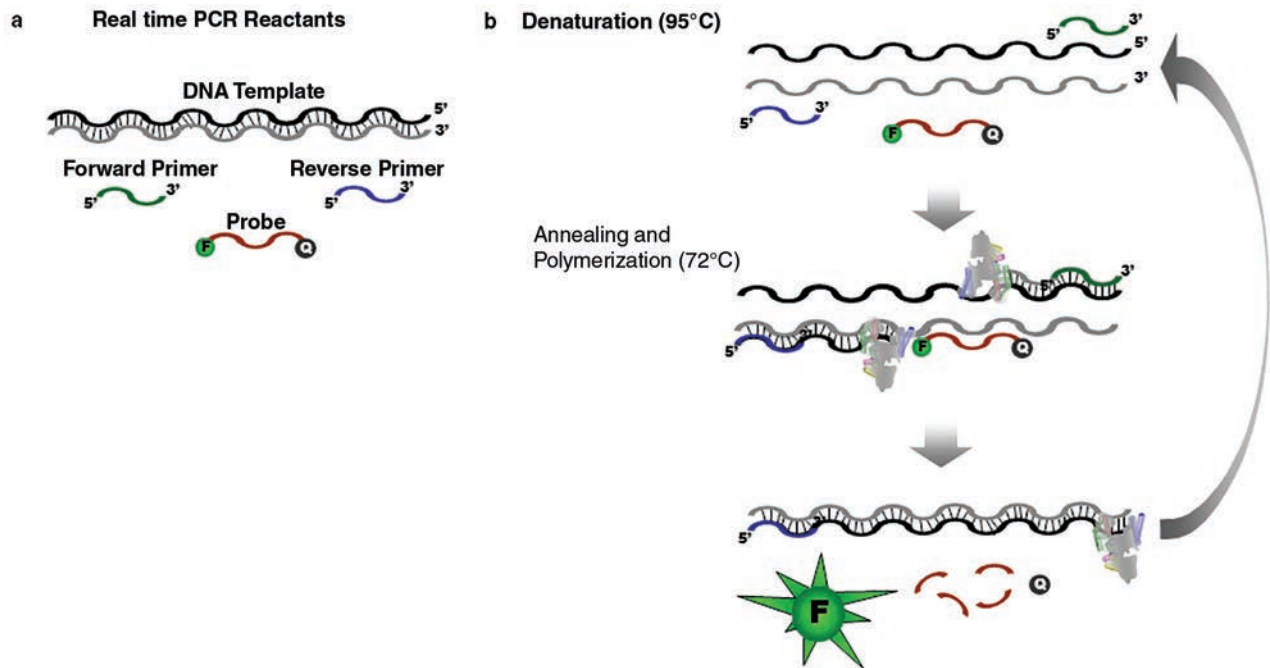 a Real time PCR Reactants
DNA Template
5’
3’
Forward Primer
5’ 3’
Reverse Primer
5’ 3’
Probe
F Q
b Denaturation (95°C)
5’ 3’
5’
3’
5’ 3’
F Q
Annealing and
Polymerization (72°C)
5’ 3’
5’ 3’
F Q
5’ 3’
F Q